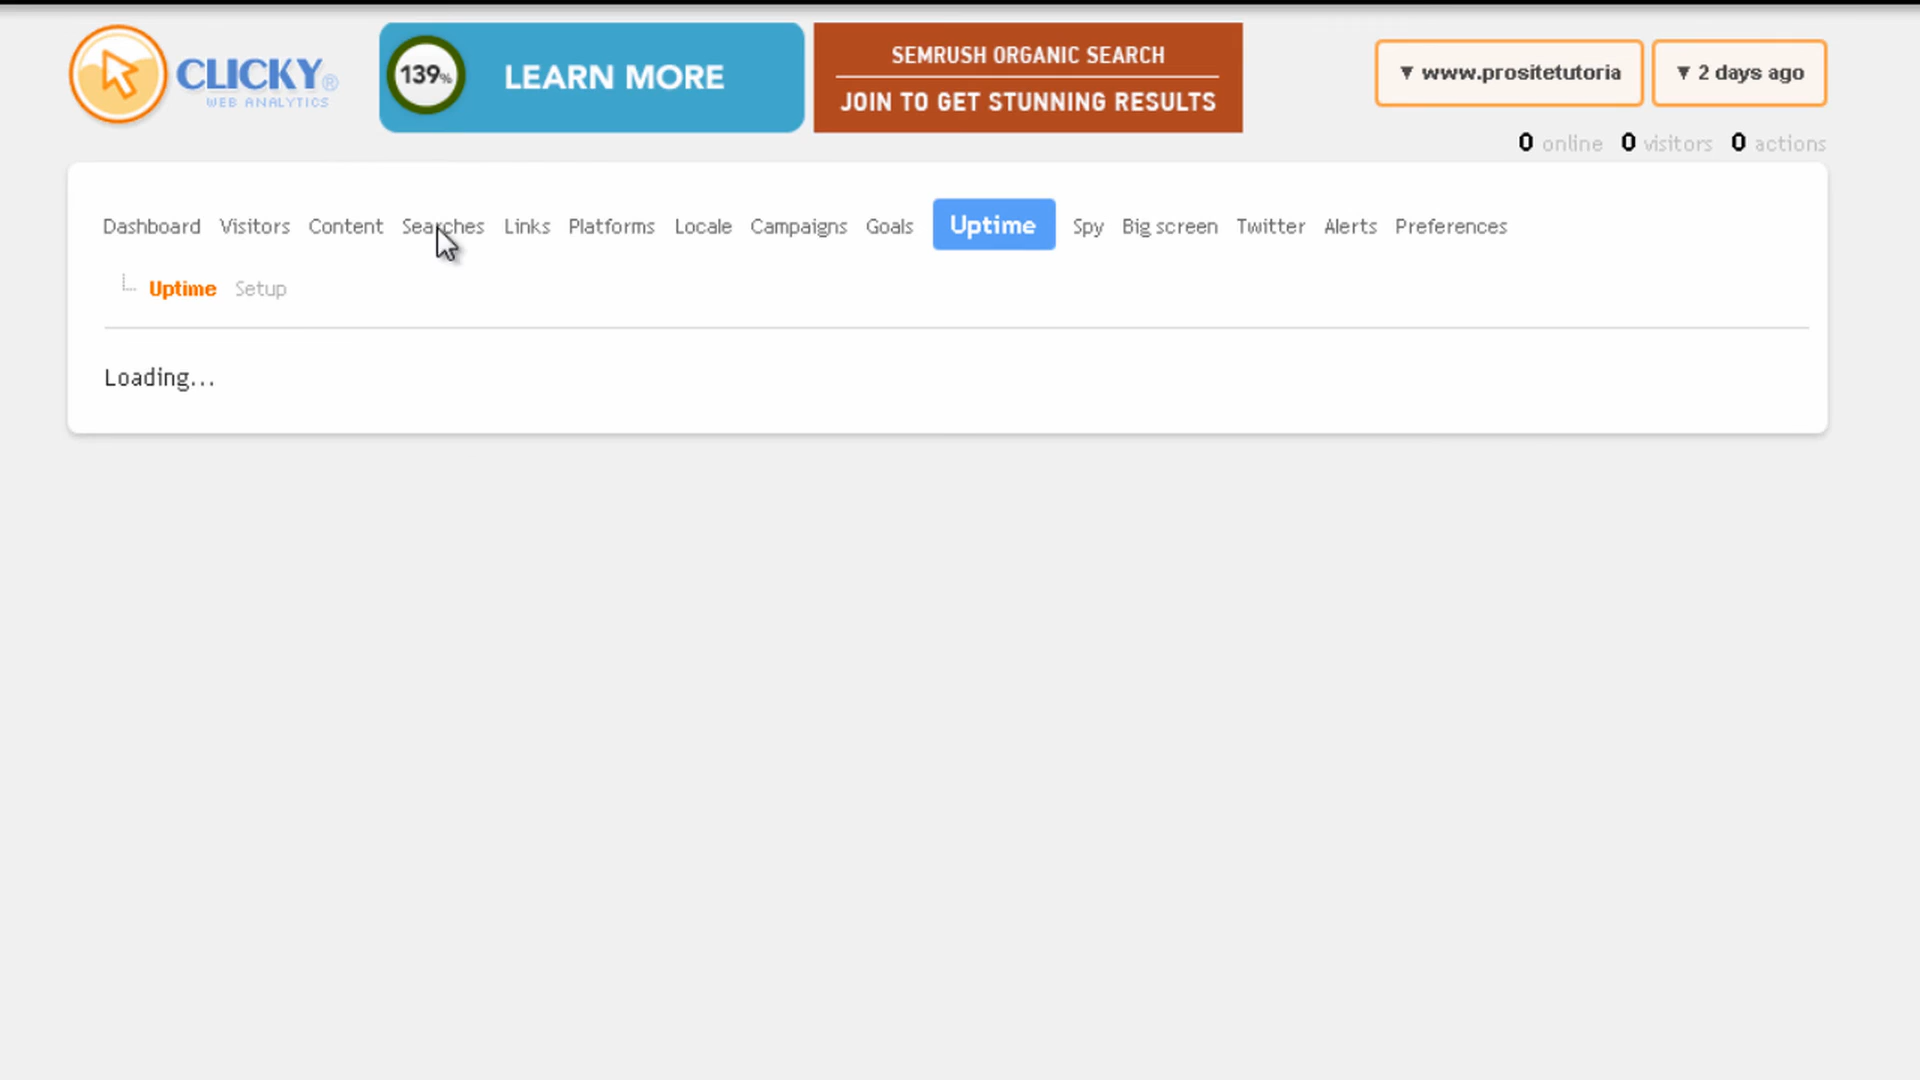 CLICKY®
WEB ANALYTICS
139%
LEARN MORE
SEMRUSH ORGANIC SEARCH
JOIN TO GET STUNNING RESULTS
▼ www.prositetutoria
▼ 2 days ago
0 online 0 visitors 0 actions
Dashboard Visitors Content Searches Links Platforms Locale Campaigns Goals Uptime Spy Big screen Twitter Alerts Preferences
Uptime Setup
Loading...